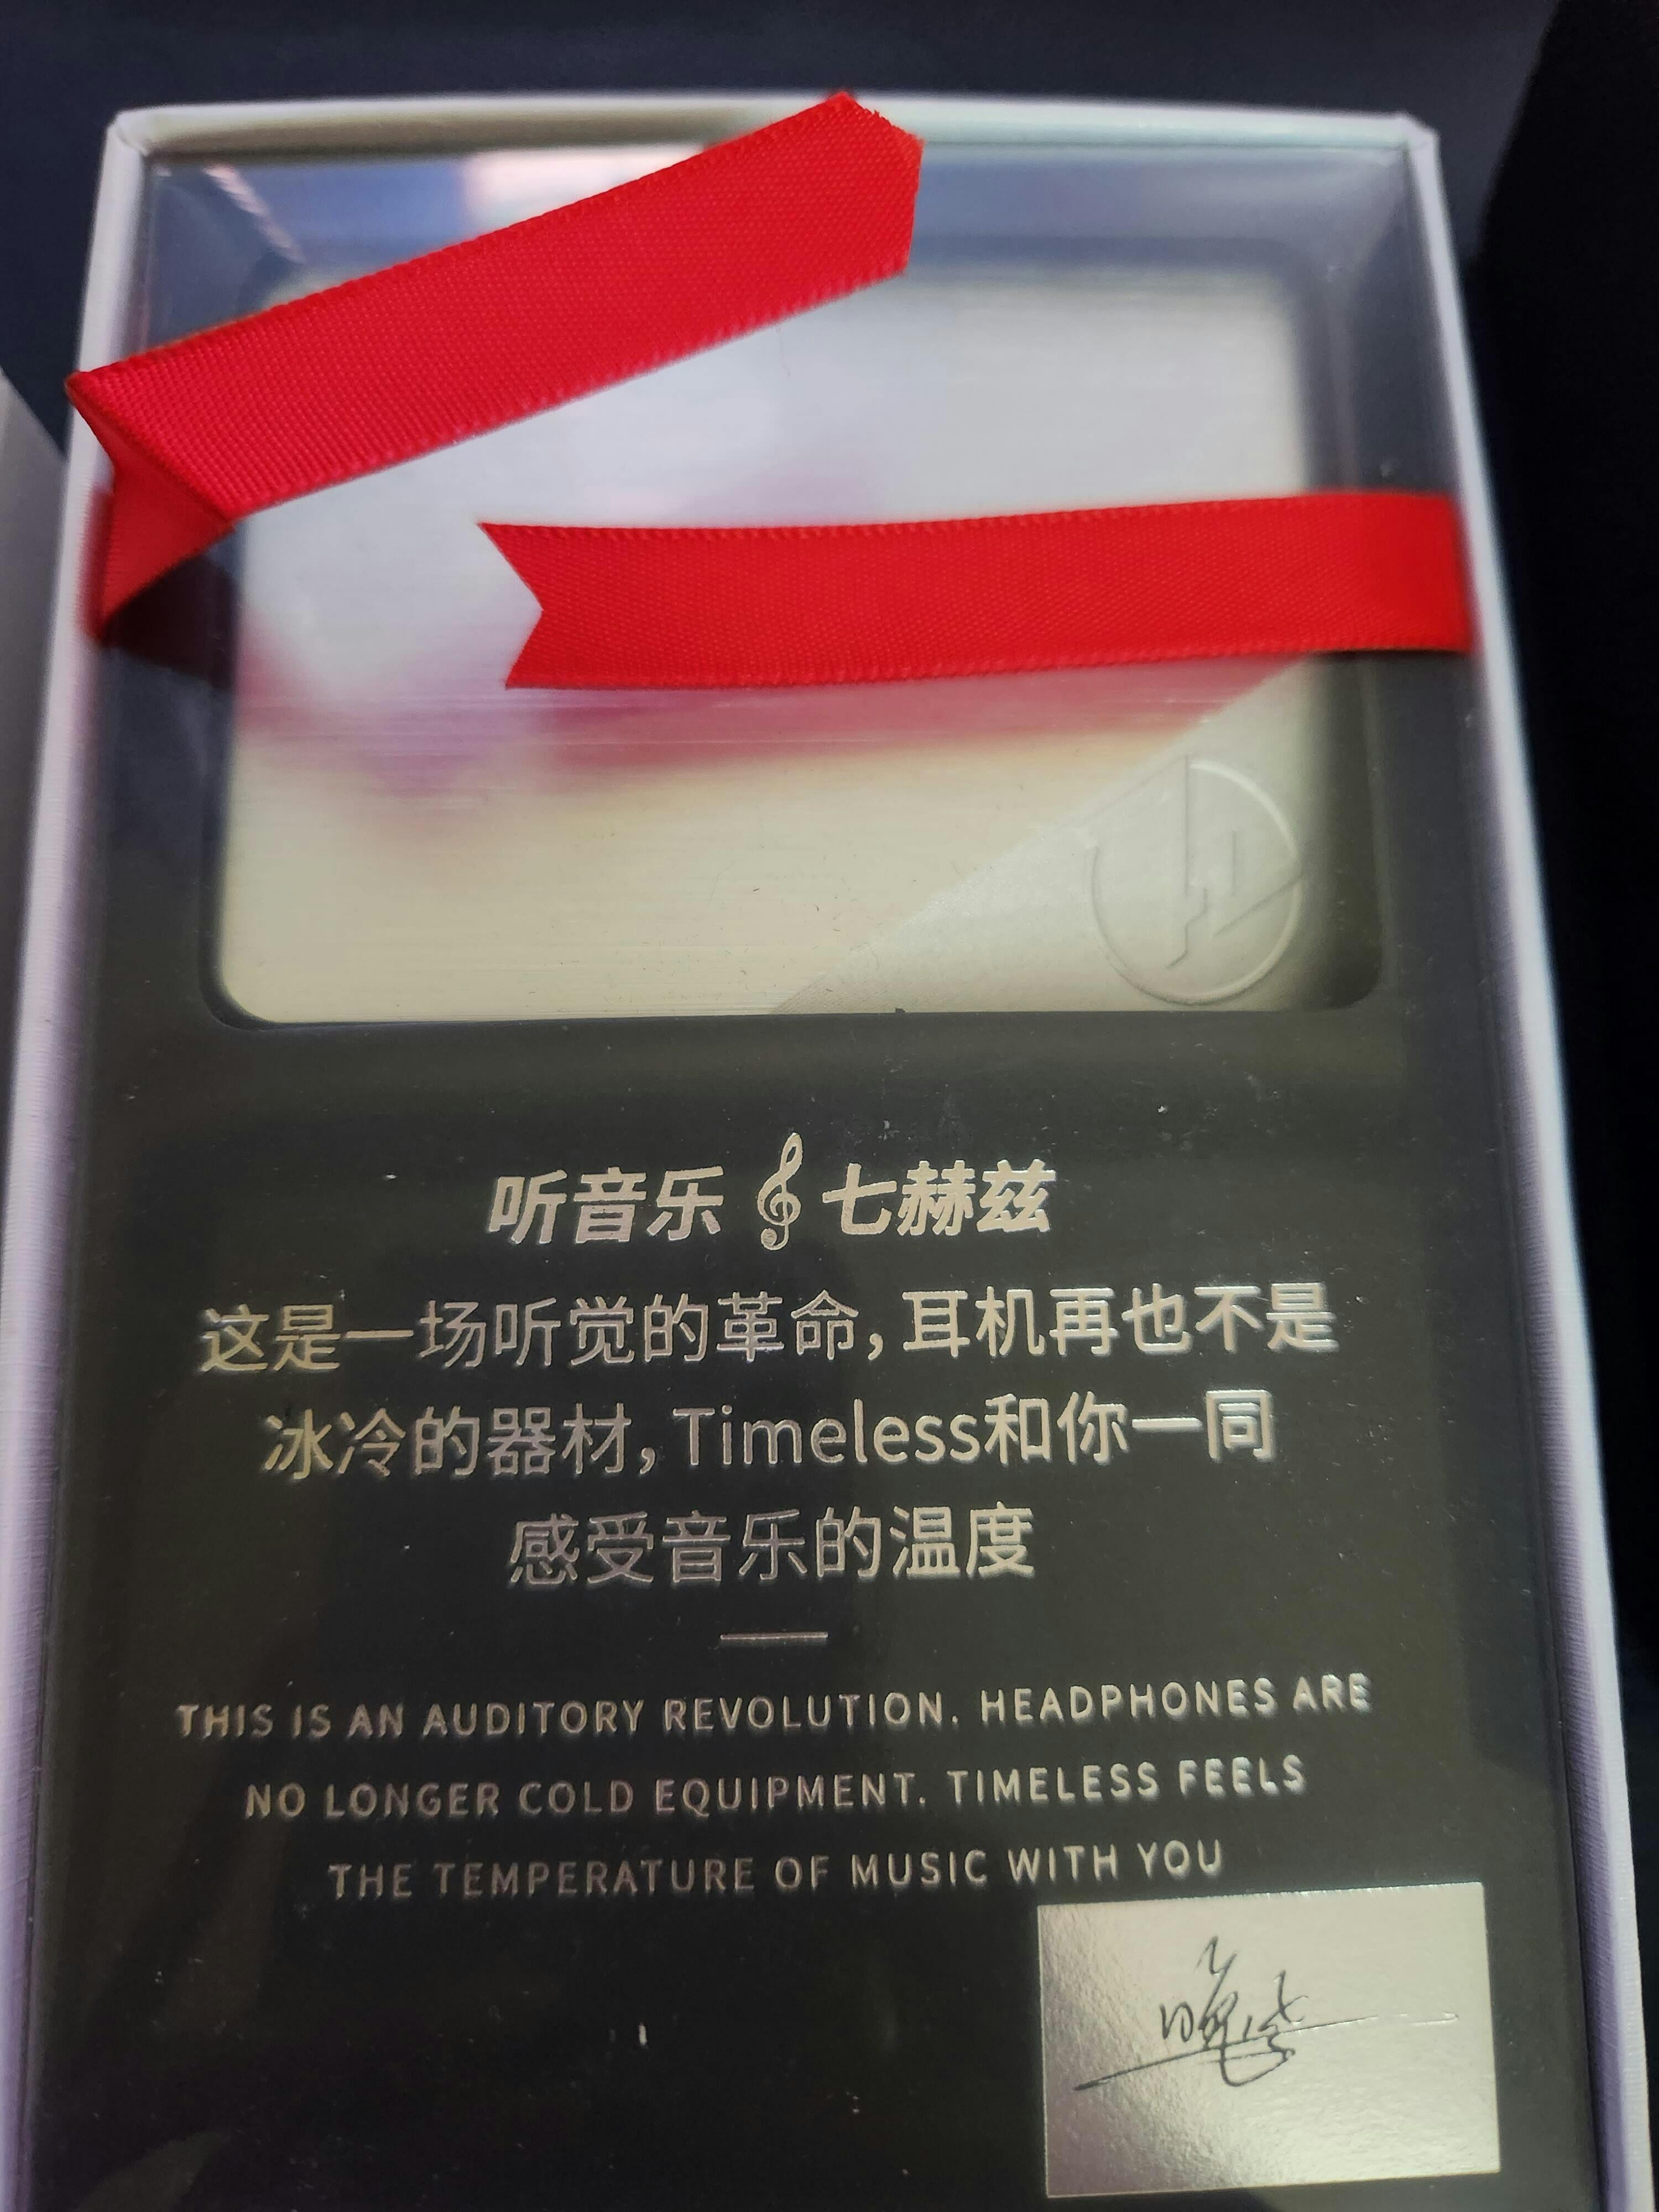 听音乐 七赫兹
这是一场听觉的革命，耳机再也不是
冰冷的器材，Timeless和你一同
感受音乐的温度
THIS IS AN AUDITORY REVOLUTION. HEADPHONES ARE
NO LONGER COLD EQUIPMENT. TIMELESS FEELS
THE TEMPERATURE OF MUSIC WITH YOU